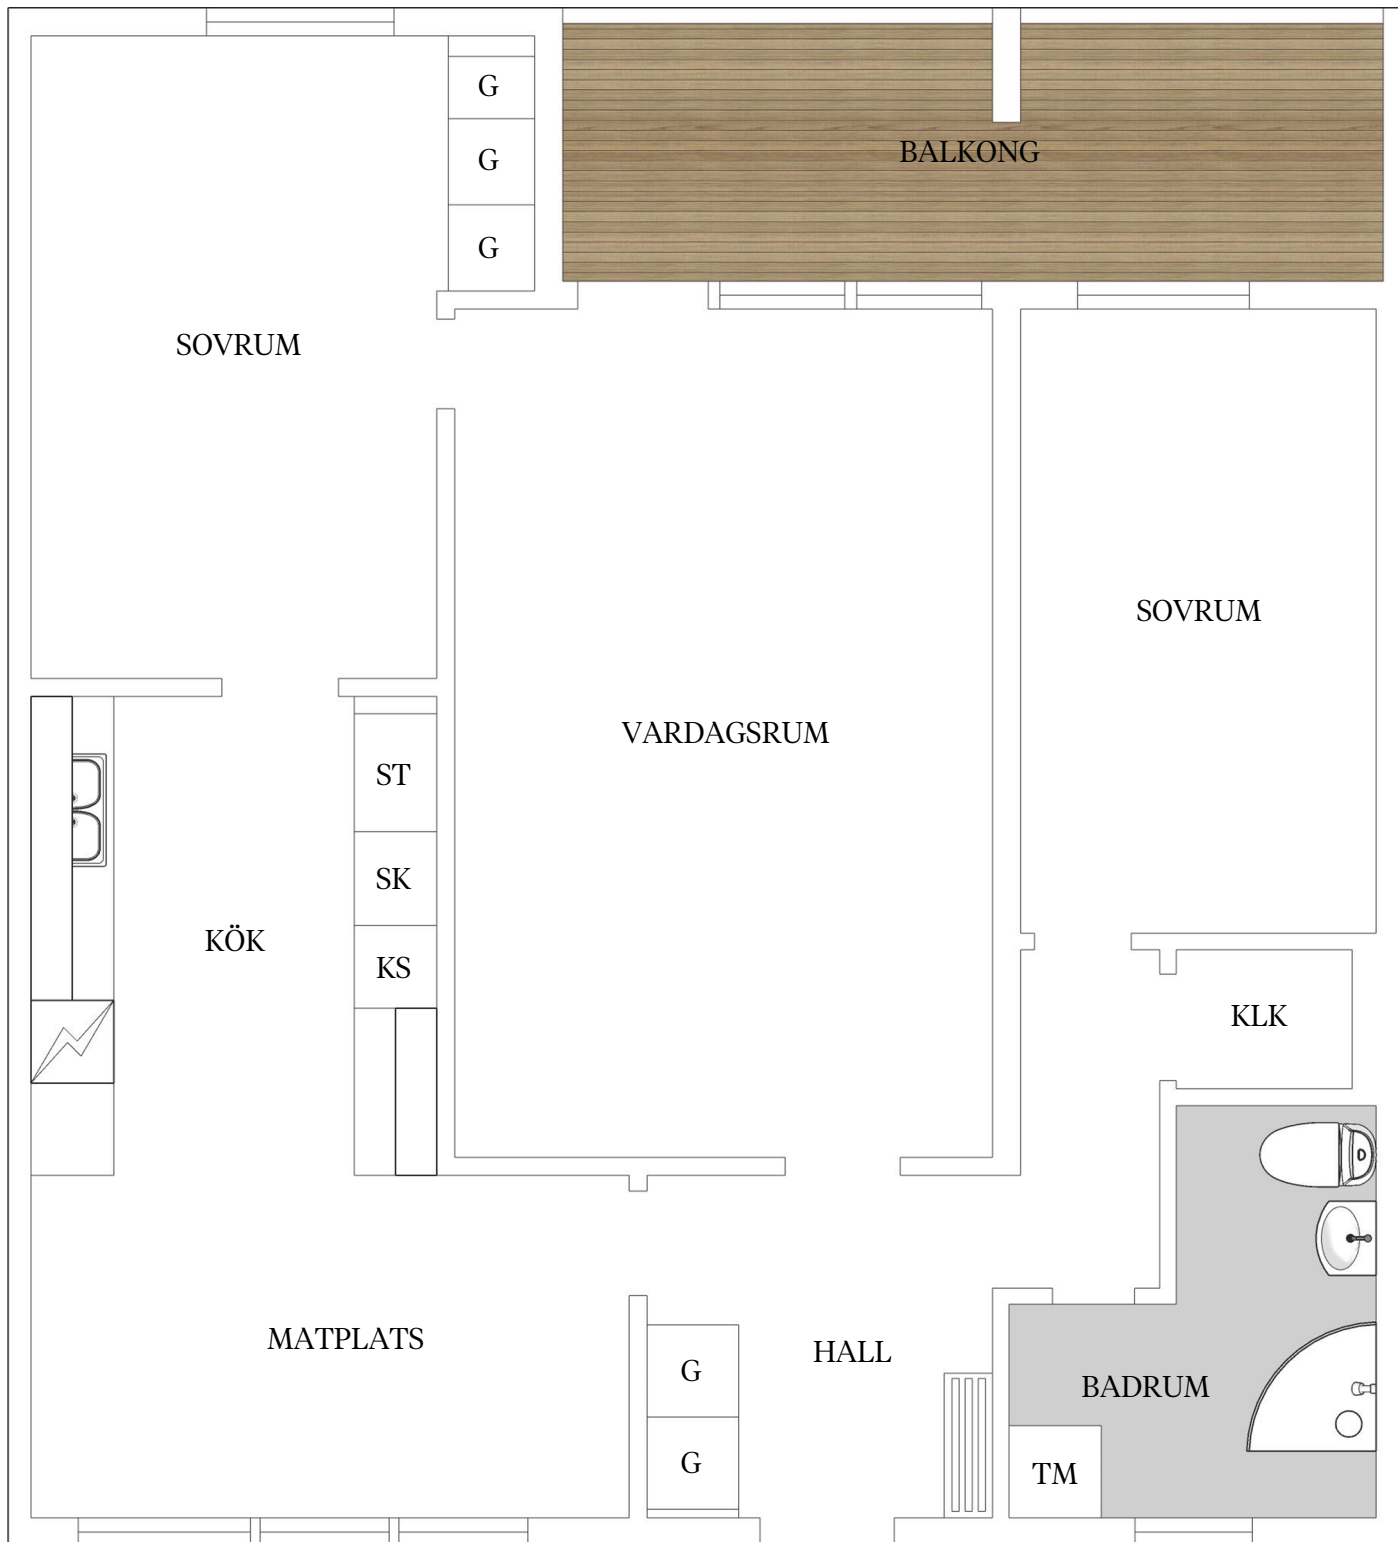 G
G
BALKONG
G
SOVRUM
SOVRUM
VARDAGSRUM
ST
SK
KÖK
KS
KLK
MATPLATS
HALL
G
BADRUM
G
TM